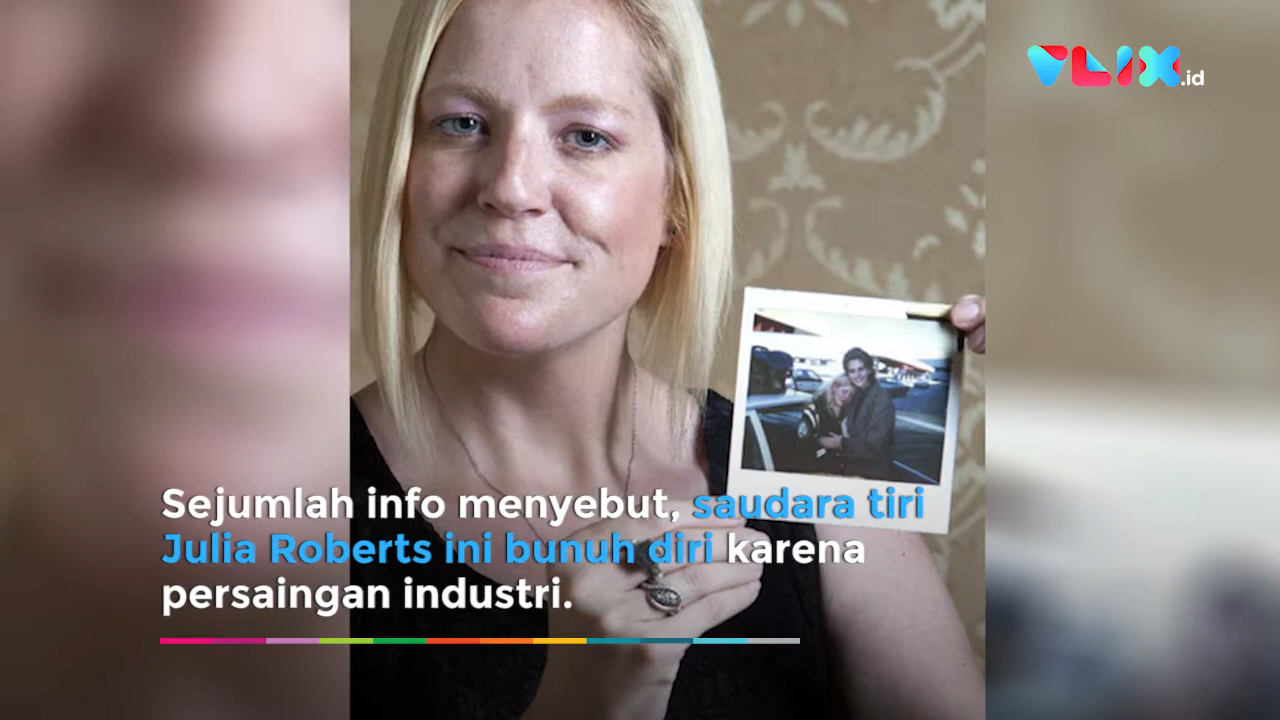 VLIX.id
Sejumlah info menyebut, saudara tiri
Julia Roberts ini bunuh diri karena
persaingan industri.